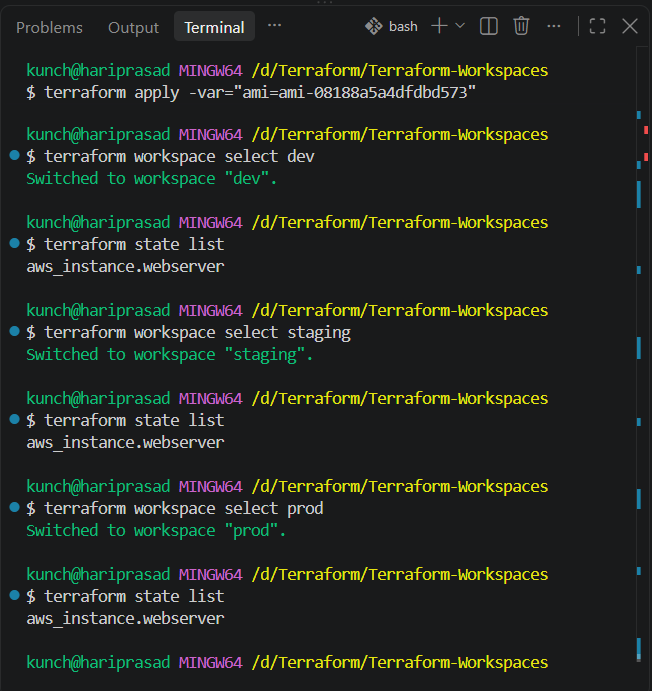 Problems Output Terminal ··· bash
kunch@hariprasad MINGW64 /d/Terraform/Terraform-Workspaces
$ terraform apply -var="ami=ami-08188a5a4dfdbd573"
kunch@hariprasad MINGW64 /d/Terraform/Terraform-Workspaces
$ terraform workspace select dev
Switched to workspace "dev".
kunch@hariprasad MINGW64 /d/Terraform/Terraform-Workspaces
$ terraform state list
aws_instance.webserver
kunch@hariprasad MINGW64 /d/Terraform/Terraform-Workspaces
$ terraform workspace select staging
Switched to workspace "staging".
kunch@hariprasad MINGW64 /d/Terraform/Terraform-Workspaces
$ terraform state list
aws_instance.webserver
kunch@hariprasad MINGW64 /d/Terraform/Terraform-Workspaces
$ terraform workspace select prod
Switched to workspace "prod".
kunch@hariprasad MINGW64 /d/Terraform/Terraform-Workspaces
$ terraform state list
aws_instance.webserver
kunch@hariprasad MINGW64 /d/Terraform/Terraform-Workspaces